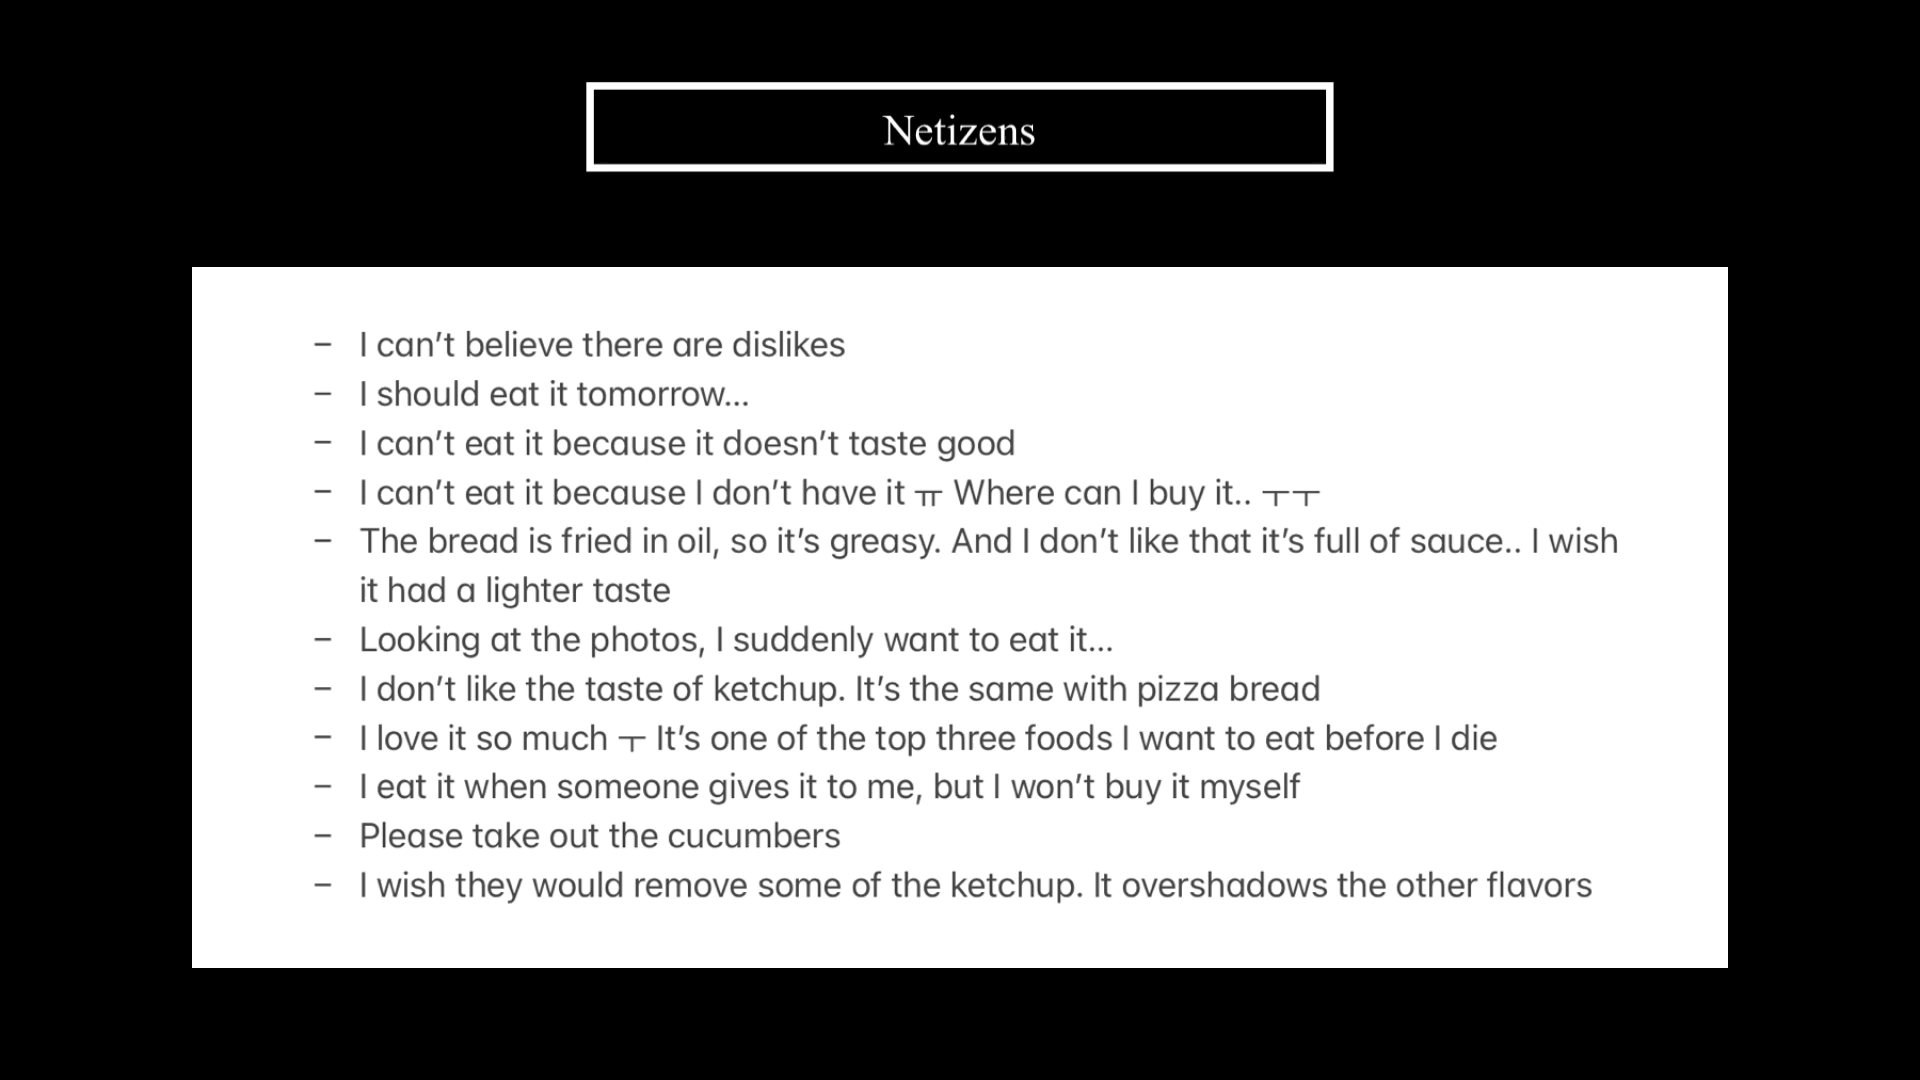 Netizens
– I can’t believe there are dislikes
– I should eat it tomorrow…
– I can’t eat it because it doesn’t taste good
– I can’t eat it because I don’t have it ㅠ Where can I buy it.. ㅜㅜ
– The bread is fried in oil, so it’s greasy. And I don’t like that it’s full of sauce.. I wish
it had a lighter taste
– Looking at the photos, I suddenly want to eat it…
– I don’t like the taste of ketchup. It’s the same with pizza bread
– I love it so much ㅜ It’s one of the top three foods I want to eat before I die
– I eat it when someone gives it to me, but I won’t buy it myself
– Please take out the cucumbers
– I wish they would remove some of the ketchup. It overshadows the other flavors